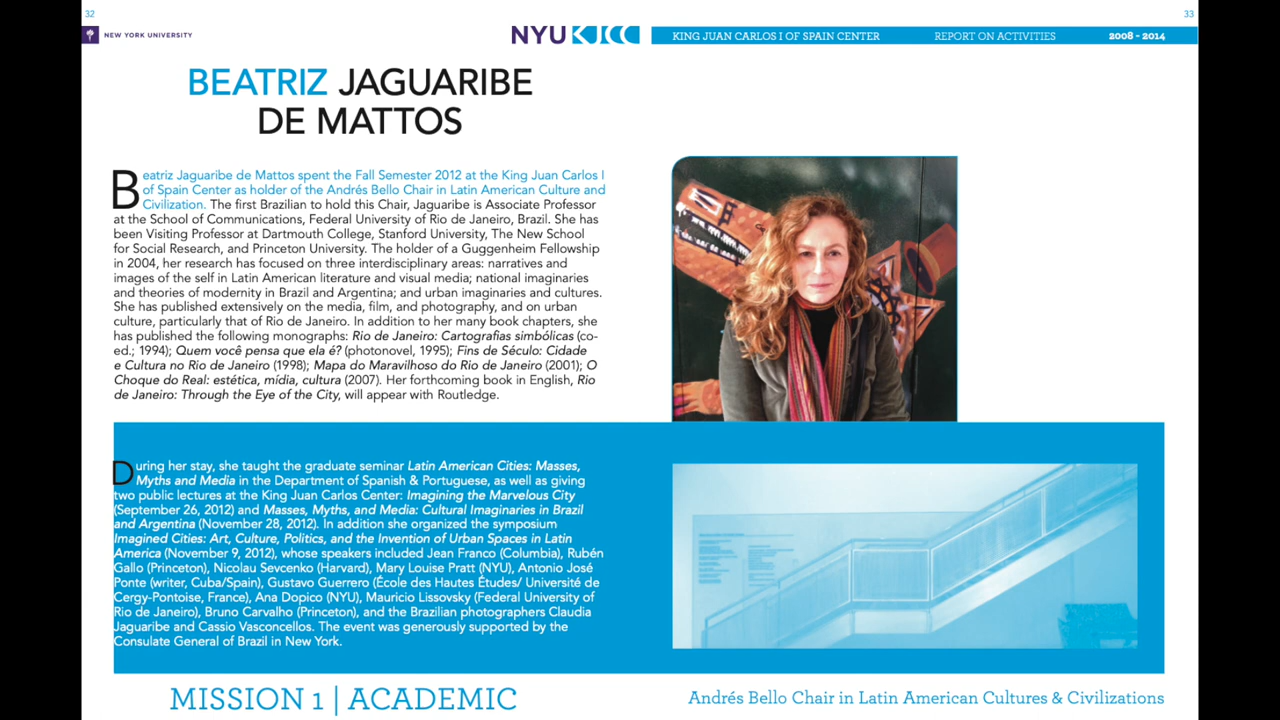 32
33
NEW YORK UNIVERSITY
NYU KJCC
KING JUAN CARLOS I OF SPAIN CENTER
REPORT ON ACTIVITIES
2008 - 2014
BEATRIZ JAGUARIBE
DE MATTOS
Beatriz Jaguaribe de Mattos spent the Fall Semester 2012 at the King Juan Carlos I
of Spain Center as holder of the Andrés Bello Chair in Latin American Culture and
Civilization. The first Brazilian to hold this Chair, Jaguaribe is Associate Professor
at the School of Communications, Federal University of Rio de Janeiro, Brazil. She has
been Visiting Professor at Dartmouth College, Stanford University, The New School
for Social Research, and Princeton University. The holder of a Guggenheim Fellowship
in 2004, her research has focused on three interdisciplinary areas: narratives and
images of the self in Latin American literature and visual media; national imaginaries
and theories of modernity in Brazil and Argentina; and urban imaginaries and cultures.
She has published extensively on the media, film, and photography, and on urban
culture, particularly that of Rio de Janeiro. In addition to her many book chapters, she
has published the following monographs: Rio de Janeiro: Cartografias simbólicas (co-
ed.; 1994); Quem você pensa que ela é? (photonovel, 1995); Fins de Século: Cidade
e Cultura no Rio de Janeiro (1998); Mapa do Maravilhoso do Rio de Janeiro (2001); O
Choque do Real: estética, mídia, cultura (2007). Her forthcoming book in English, Rio
de Janeiro: Through the Eye of the City, will appear with Routledge.
During her stay, she taught the graduate seminar Latin American Cities: Masses,
Myths and Media in the Department of Spanish & Portuguese, as well as giving
two public lectures at the King Juan Carlos Center: Imagining the Marvelous City
(September 26, 2012) and Masses, Myths, and Media: Cultural Imaginaries in Brazil
and Argentina (November 28, 2012). In addition she organized the symposium
Imagined Cities: Art, Culture, Politics, and the Invention of Urban Spaces in Latin
America (November 9, 2012), whose speakers included Jean Franco (Columbia), Rubén
Gallo (Princeton), Nicolau Sevcenko (Harvard), Mary Louise Pratt (NYU), Antonio José
Ponte (writer, Cuba/Spain), Gustavo Guerrero (École des Hautes Études/ Université de
Cergy-Pontoise, France), Ana Dopico (NYU), Mauricio Lissovsky (Federal University of
Rio de Janeiro), Bruno Carvalho (Princeton), and the Brazilian photographers Claudia
Jaguaribe and Cassio Vasconcellos. The event was generously supported by the
Consulate General of Brazil in New York.
MISSION 1 | ACADEMIC
Andrés Bello Chair in Latin American Cultures & Civilizations